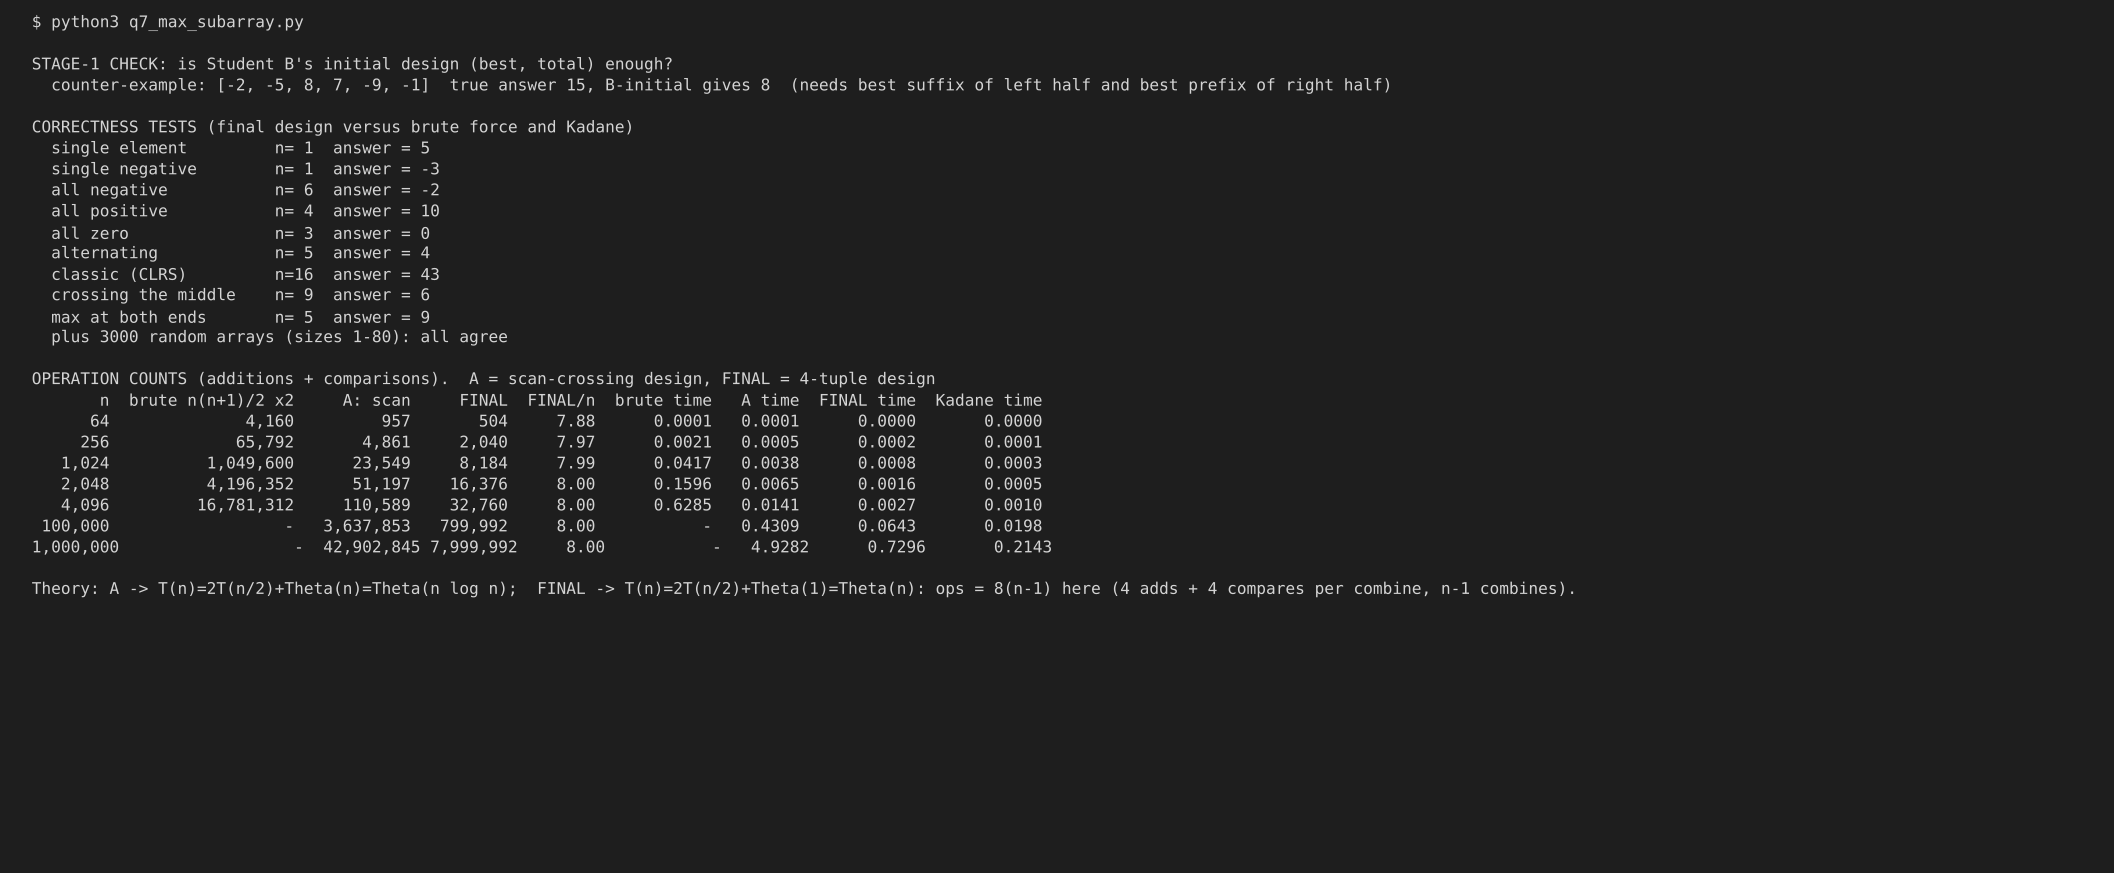 $ python3 q7_max_subarray.py
STAGE-1 CHECK: is Student B's initial design (best, total) enough?
  counter-example: [-2, -5, 8, 7, -9, -1]  true answer 15, B-initial gives 8  (needs best suffix of left half and best prefix of right half)
CORRECTNESS TESTS (final design versus brute force and Kadane)
  single element         n= 1  answer = 5
  single negative        n= 1  answer = -3
  all negative           n= 6  answer = -2
  all positive           n= 4  answer = 10
  all zero               n= 3  answer = 0
  alternating            n= 5  answer = 4
  classic (CLRS)         n=16  answer = 43
  crossing the middle    n= 9  answer = 6
  max at both ends       n= 5  answer = 9
  plus 3000 random arrays (sizes 1-80): all agree
OPERATION COUNTS (additions + comparisons).  A = scan-crossing design, FINAL = 4-tuple design
       n  brute n(n+1)/2 x2     A: scan     FINAL  FINAL/n  brute time   A time  FINAL time  Kadane time
      64              4,160         957       504     7.88      0.0001   0.0001      0.0000       0.0000
     256             65,792       4,861     2,040     7.97      0.0021   0.0005      0.0002       0.0001
   1,024          1,049,600      23,549     8,184     7.99      0.0417   0.0038      0.0008       0.0003
   2,048          4,196,352      51,197    16,376     8.00      0.1596   0.0065      0.0016       0.0005
   4,096         16,781,312     110,589    32,760     8.00      0.6285   0.0141      0.0027       0.0010
 100,000                  -   3,637,853   799,992     8.00           -   0.4309      0.0643       0.0198
1,000,000                  -  42,902,845 7,999,992     8.00           -   4.9282      0.7296       0.2143
Theory: A -> T(n)=2T(n/2)+Theta(n)=Theta(n log n);  FINAL -> T(n)=2T(n/2)+Theta(1)=Theta(n): ops = 8(n-1) here (4 adds + 4 compares per combine, n-1 combines).